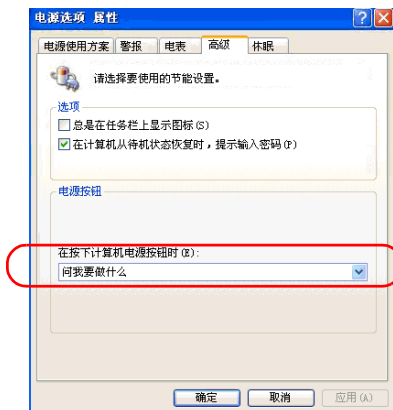 电源选项 属性
电源使用方案 警报 电表 高级 休眠
请选择要使用的节能设置。
选项
总是在任务栏上显示图标(S)
在计算机从待机状态恢复时，提示输入密码(P)
电源按钮
在按下计算机电源按钮时(E):
问我要做什么
确定 取消 应用(A)